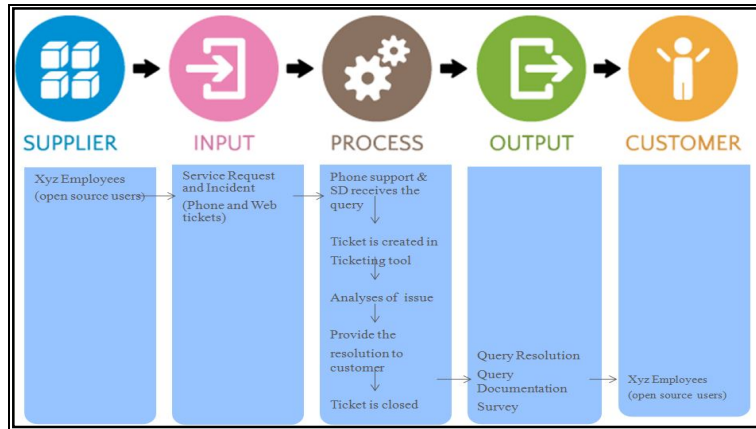 SUPPLIER
INPUT
PROCESS
OUTPUT
CUSTOMER
Xyz Employees
(open source users)
Service Request
and Incident
(Phone and Web
tickets)
Phone support &
SD receives the
query
Ticket is created in
Ticketing tool
Analyses of issue
Provide the
resolution to
customer
Ticket is closed
Query Resolution
Query
Documentation
Survey
Xyz Employees
(open source users)